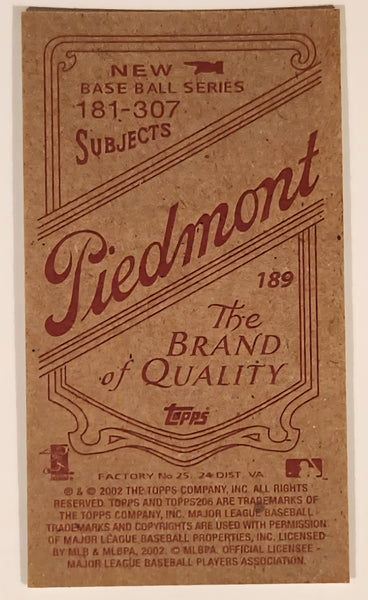 NEW
BASE BALL SERIES
181-307
SUBJECTS
Piedmont
189
The
BRAND
of QUALITY
topps
FACTORY No 25. 24 DIST. VA.
® & © 2002 THE TOPPS COMPANY, INC. ALL RIGHTS
RESERVED. TOPPS AND TOPPS206 ARE TRADEMARKS OF
THE TOPPS COMPANY, INC. MAJOR LEAGUE BASEBALL
TRADEMARKS AND COPYRIGHTS ARE USED WITH PERMISSION
OF MAJOR LEAGUE BASEBALL PROPERTIES, INC. LICENSED
BY MLB & MLBPA, 2002. © MLBPA. OFFICIAL LICENSEE -
MAJOR LEAGUE BASEBALL PLAYERS ASSOCIATION.